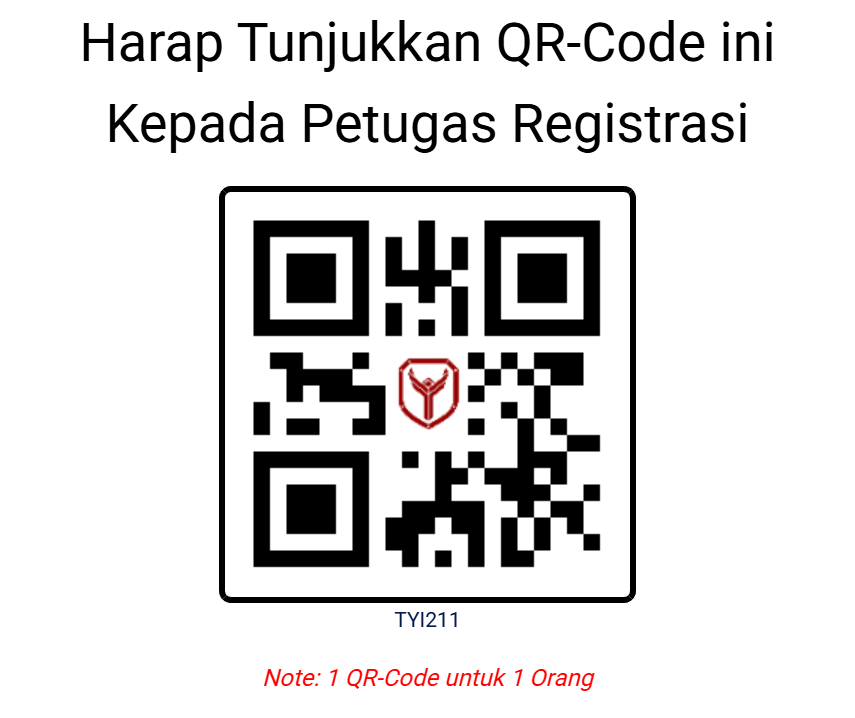 Harap Tunjukkan QR-Code ini
Kepada Petugas Registrasi
TYI211
Note: 1 QR-Code untuk 1 Orang